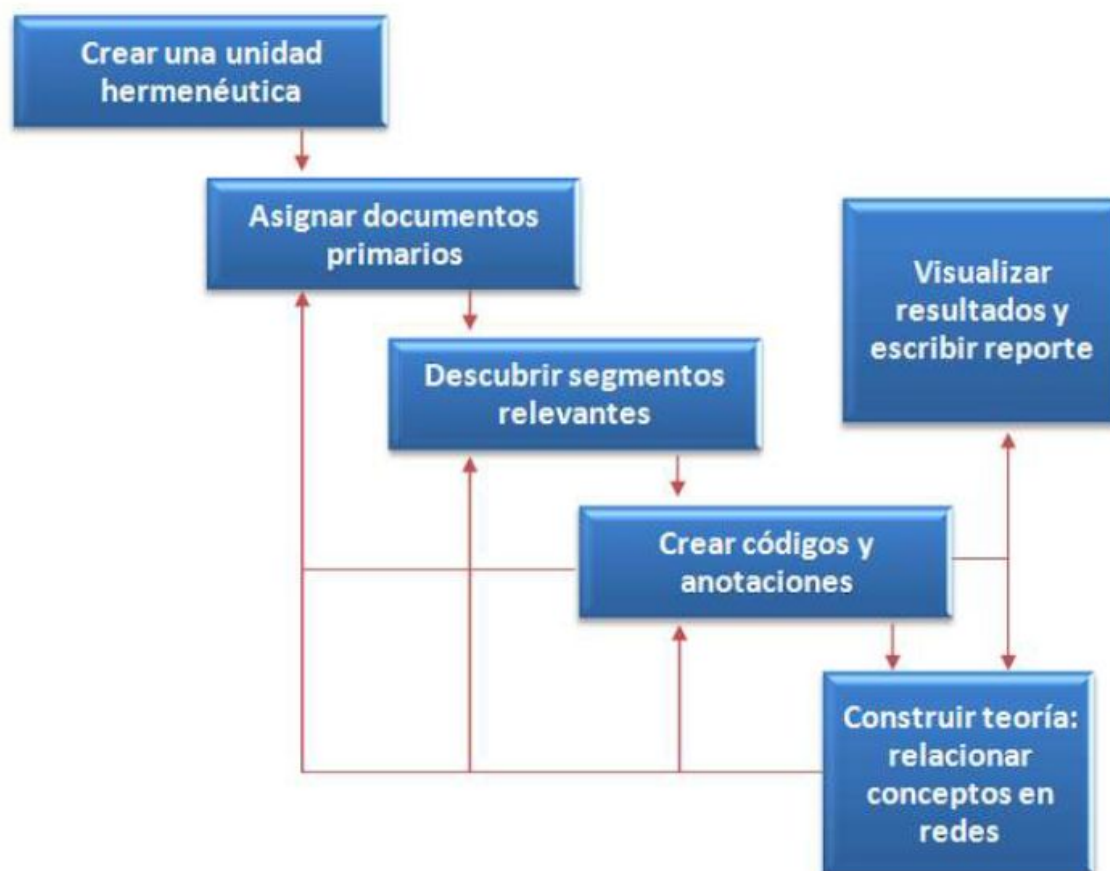 Crear una unidad
hermenéutica
Asignar documentos
primarios
Descubrir segmentos
relevantes
Crear códigos y
anotaciones
Construir teoría:
relacionar
conceptos en
redes
Visualizar
resultados y
escribir reporte